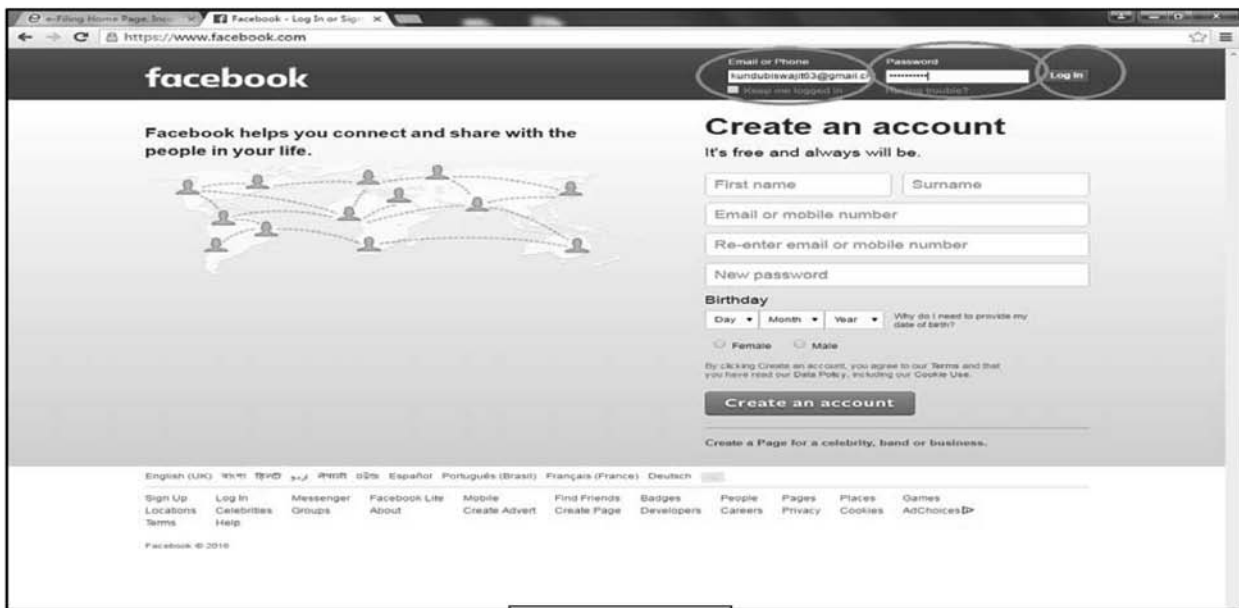 e-Filing Home Page, Inc
Facebook - Log In or Sig
https://www.facebook.com
facebook
Email or Phone
Password
kundubiswajit63@gmail.c
Log In
Keep me logged in
Having trouble?
Facebook helps you connect and share with the
people in your life.
Create an account
It's free and always will be.
First name
Surname
Email or mobile number
Re-enter email or mobile number
New password
Birthday
Day Month Year
Why do I need to provide my
date of birth?
Female Male
By clicking Create an account, you agree to our Terms and that
you have read our Data Policy, including our Cookie Use.
Create an account
Create a Page for a celebrity, band or business.
English (UK) বাংলা हिन्दी اردو नेपाली Español Português (Brasil) Français (France) Deutsch
Sign Up Log In Messenger Facebook Lite Mobile Find Friends Badges People Pages Places Games
Locations Celebrities Groups About Create Advert Create Page Developers Careers Privacy Cookies AdChoices
Terms Help
Facebook © 2016